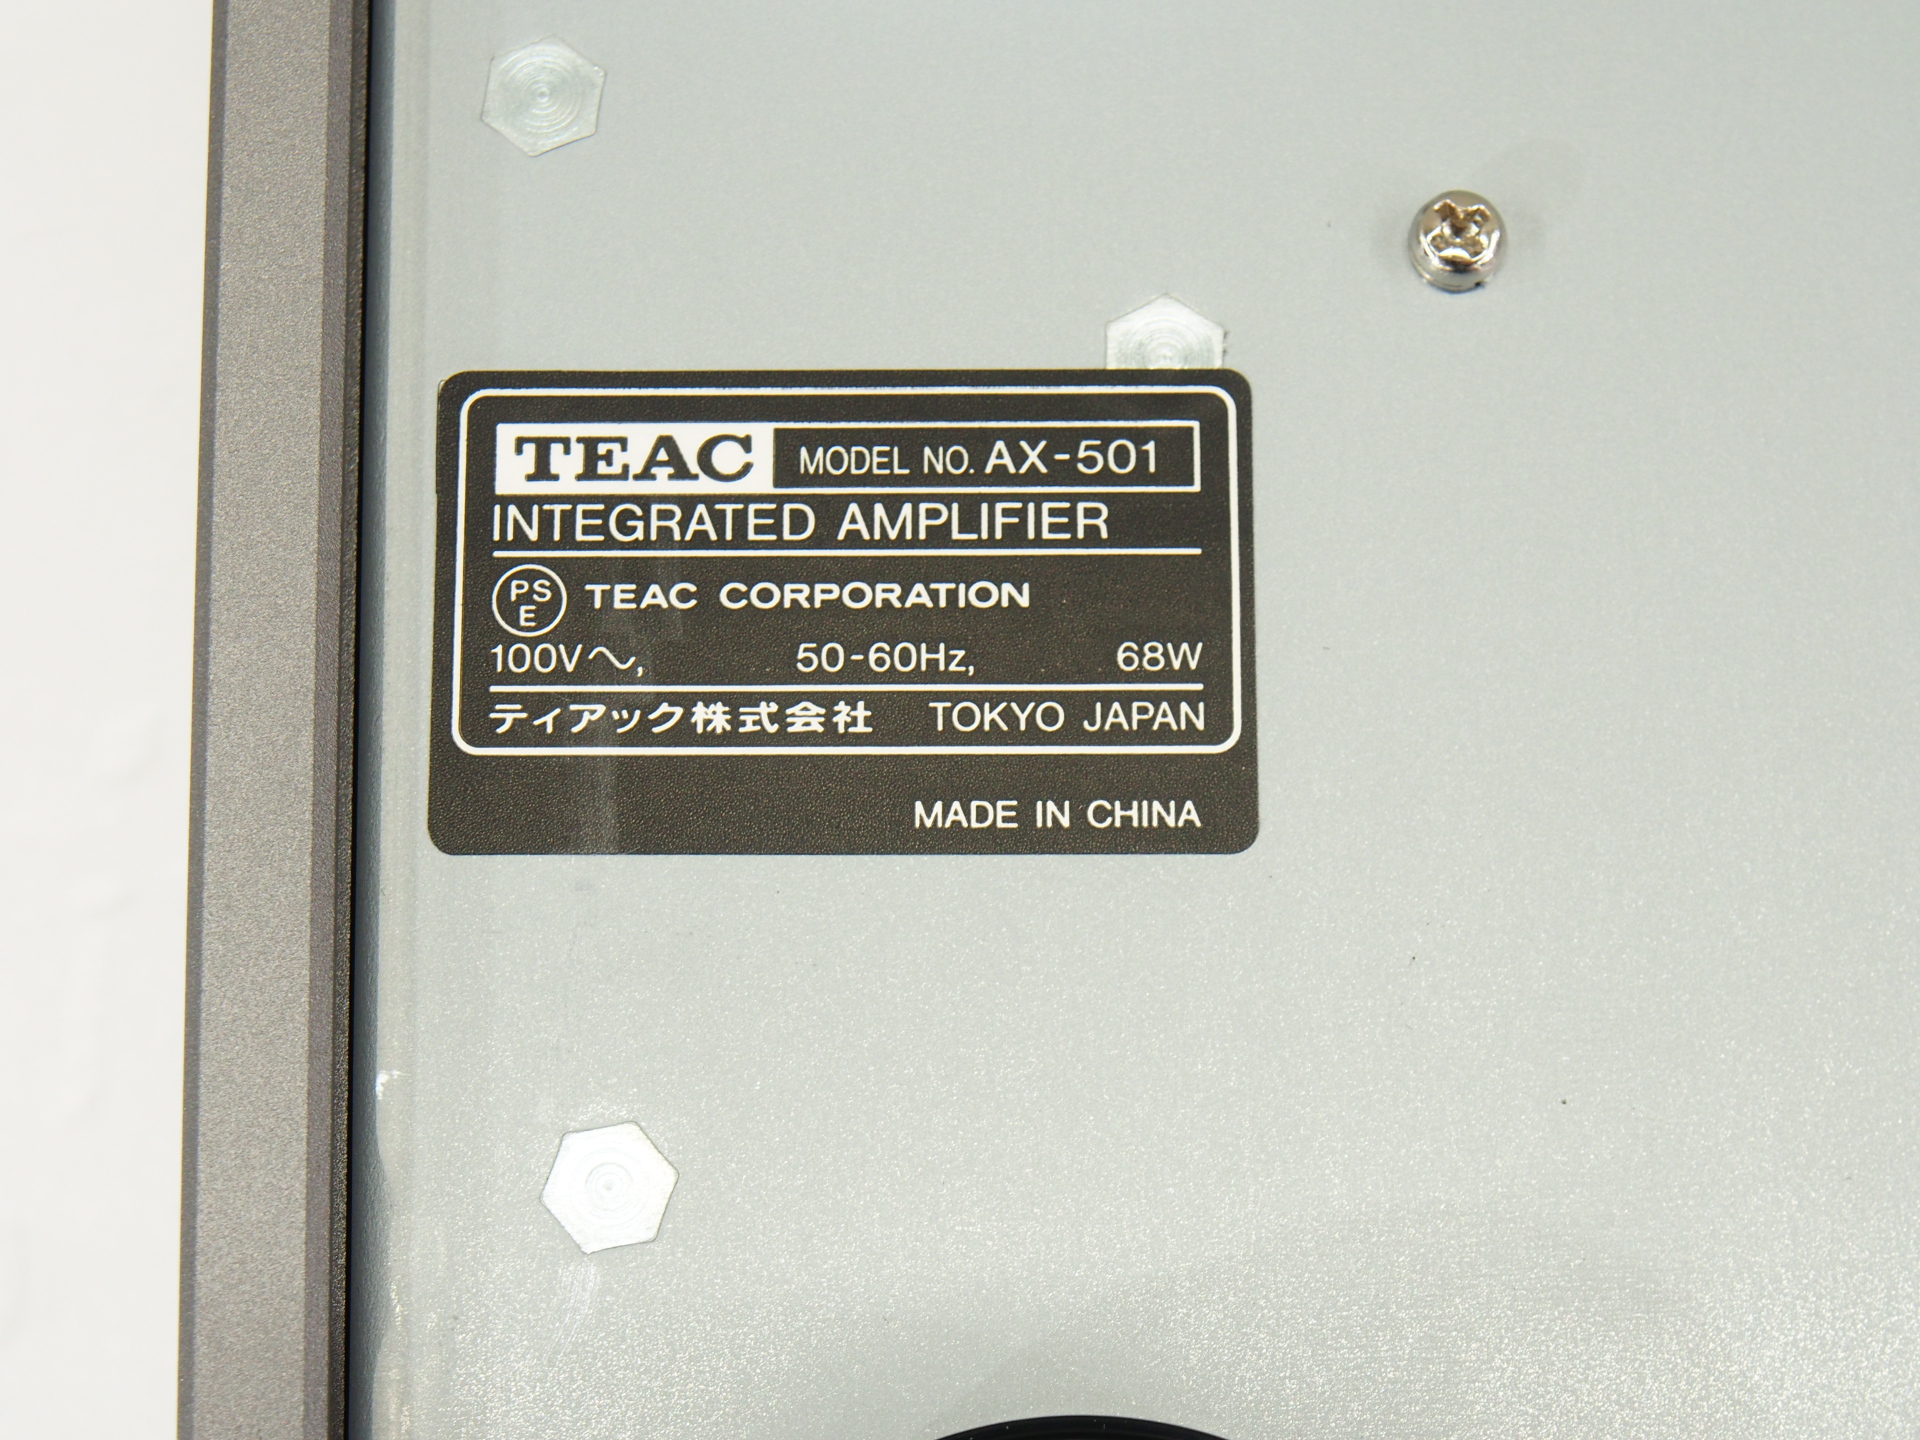 TEAC MODEL NO. AX-501
INTEGRATED AMPLIFIER
PSE TEAC CORPORATION
100V～, 50-60Hz, 68W
ティアック株式会社 TOKYO JAPAN
MADE IN CHINA